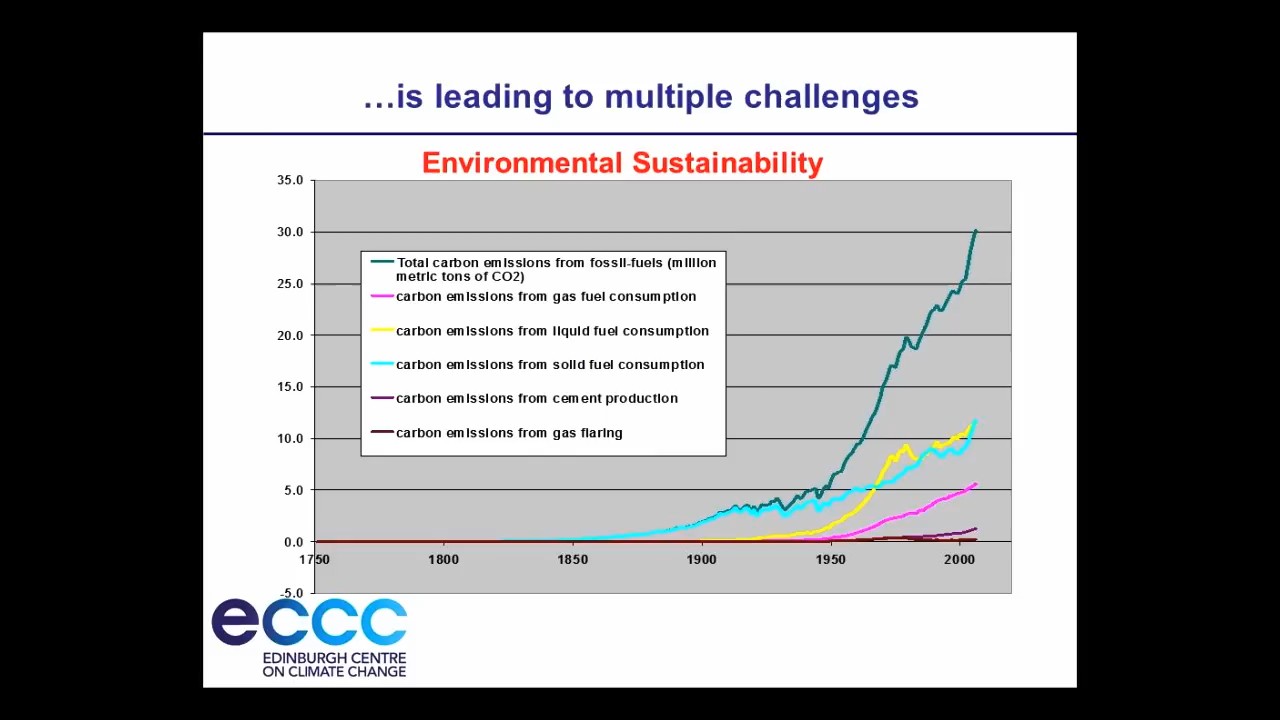 ...is leading to multiple challenges
Environmental Sustainability
35.0
30.0
25.0
20.0
15.0
10.0
5.0
0.0
-5.0
Total carbon emissions from fossil-fuels (million
metric tons of CO2)
carbon emissions from gas fuel consumption
carbon emissions from liquid fuel consumption
carbon emissions from solid fuel consumption
carbon emissions from cement production
carbon emissions from gas flaring
1750 1800 1850 1900 1950 2000
eccc
EDINBURGH CENTRE
ON CLIMATE CHANGE